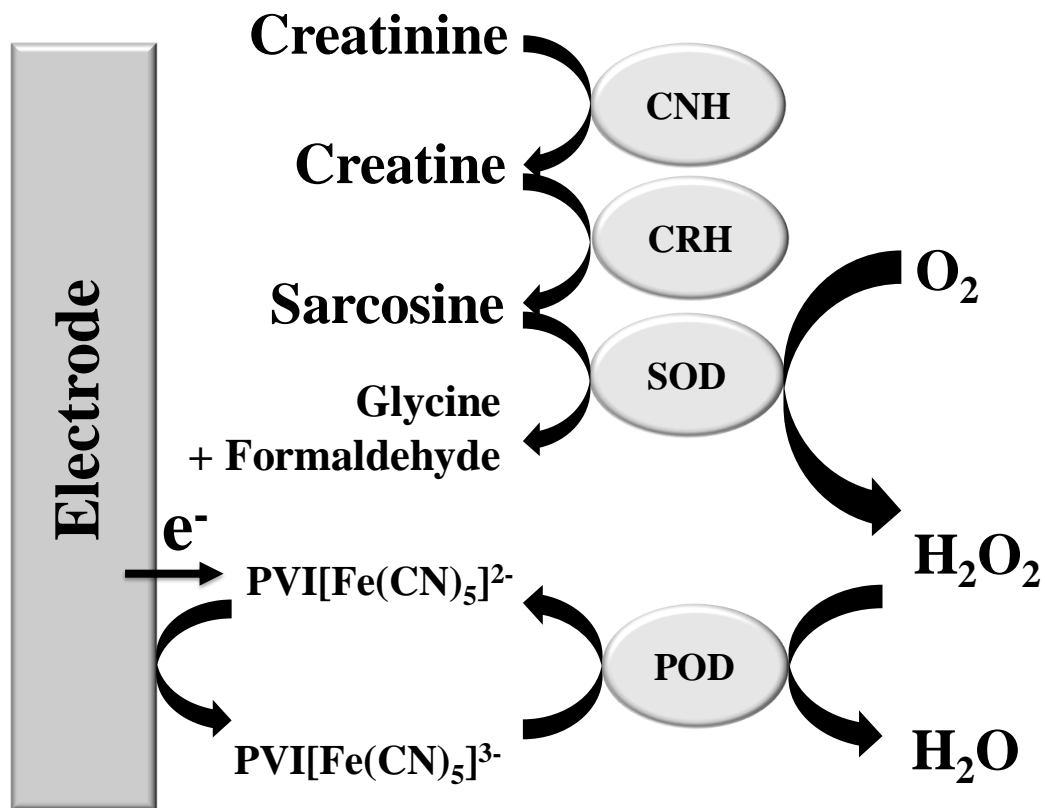 Creatinine
CNH
Creatine
CRH
O₂
Sarcosine
SOD
Glycine
+ Formaldehyde
Electrode
e⁻
H₂O₂
PVI[Fe(CN)₅]²⁻
POD
H₂O
PVI[Fe(CN)₅]³⁻